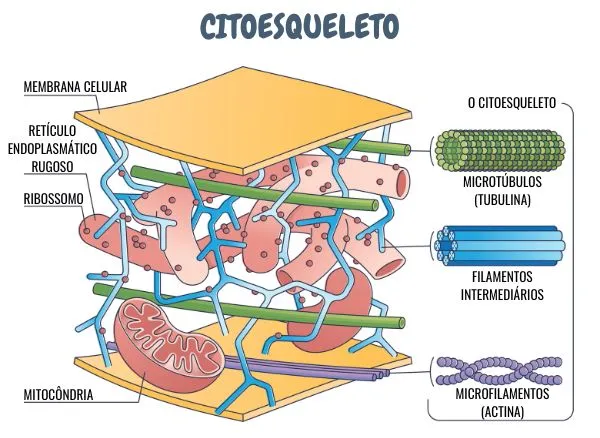 CITOESQUELETO
MEMBRANA CELULAR
RETÍCULO
ENDOPLASMÁTICO
RUGOSO
RIBOSSOMO
MITOCÔNDRIA
O CITOESQUELETO
MICROTÚBULOS
(TUBULINA)
FILAMENTOS
INTERMEDIÁRIOS
MICROFILAMENTOS
(ACTINA)